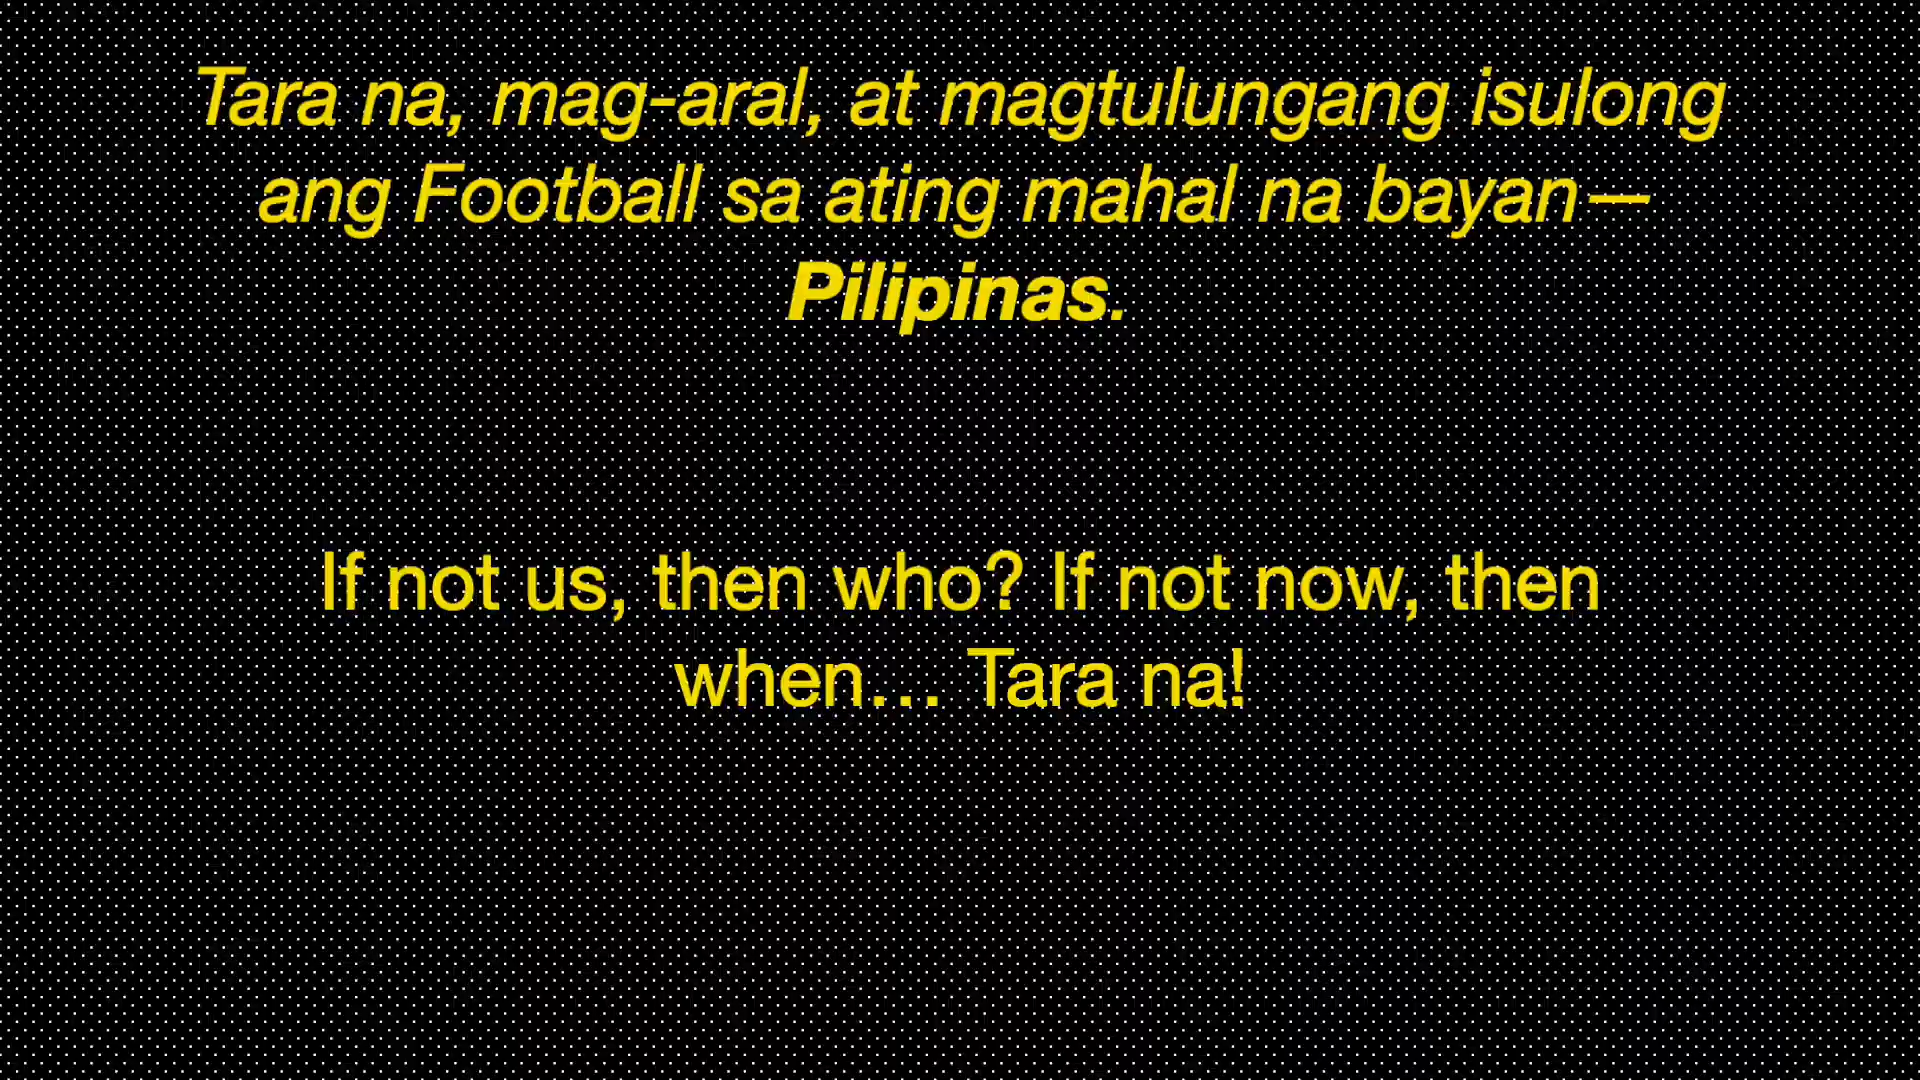 Tara na, mag-aral, at magtulungang isulong
ang Football sa ating mahal na bayan—
Pilipinas.
If not us, then who? If not now, then
when… Tara na!